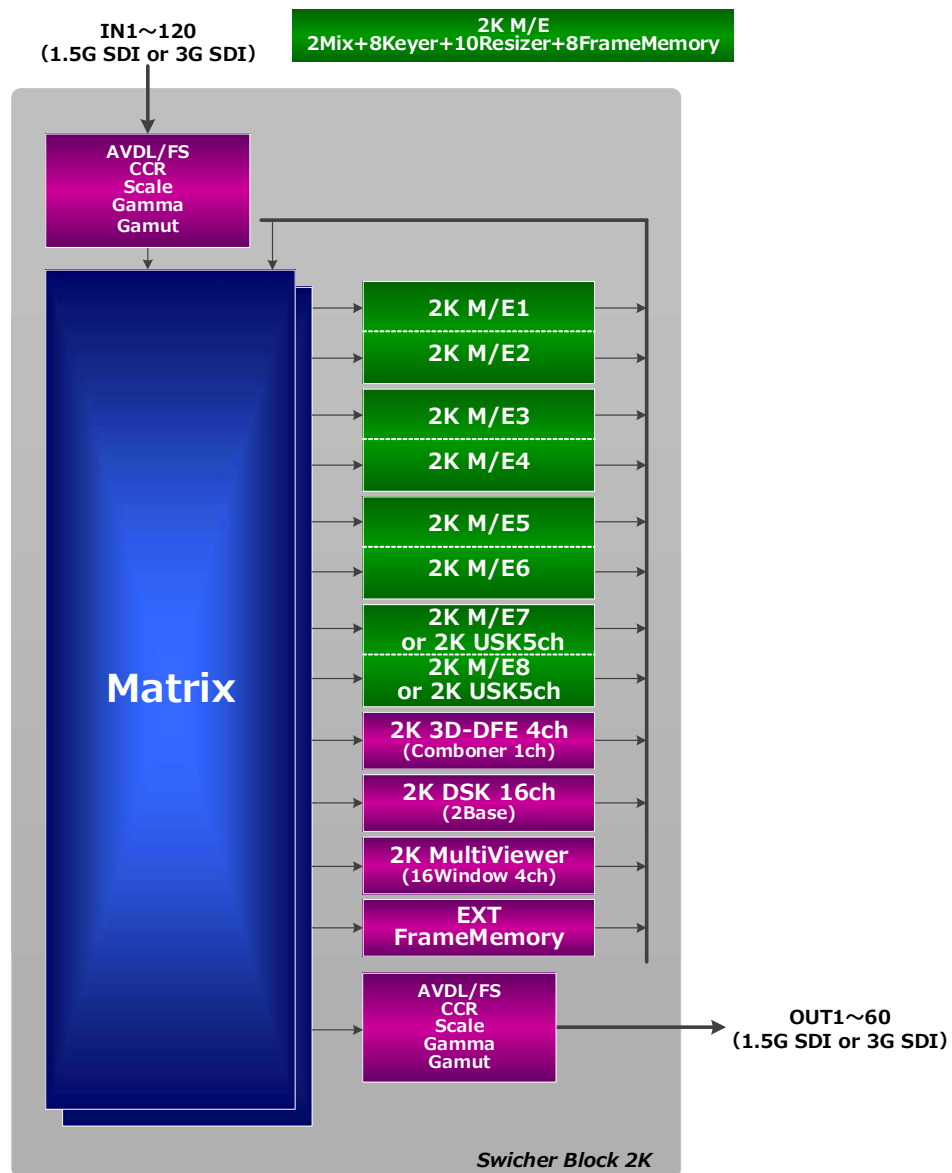 IN1～120
（1.5G SDI or 3G SDI）
2K M/E
2Mix+8Keyer+10Resizer+8FrameMemory
AVDL/FS
CCR
Scale
Gamma
Gamut
Matrix
2K M/E1
2K M/E2
2K M/E3
2K M/E4
2K M/E5
2K M/E6
2K M/E7
or 2K USK5ch
2K M/E8
or 2K USK5ch
2K 3D-DFE 4ch
(Comboner 1ch)
2K DSK 16ch
(2Base)
2K MultiViewer
(16Window 4ch)
EXT
FrameMemory
AVDL/FS
CCR
Scale
Gamma
Gamut
OUT1～60
（1.5G SDI or 3G SDI）
Swicher Block 2K